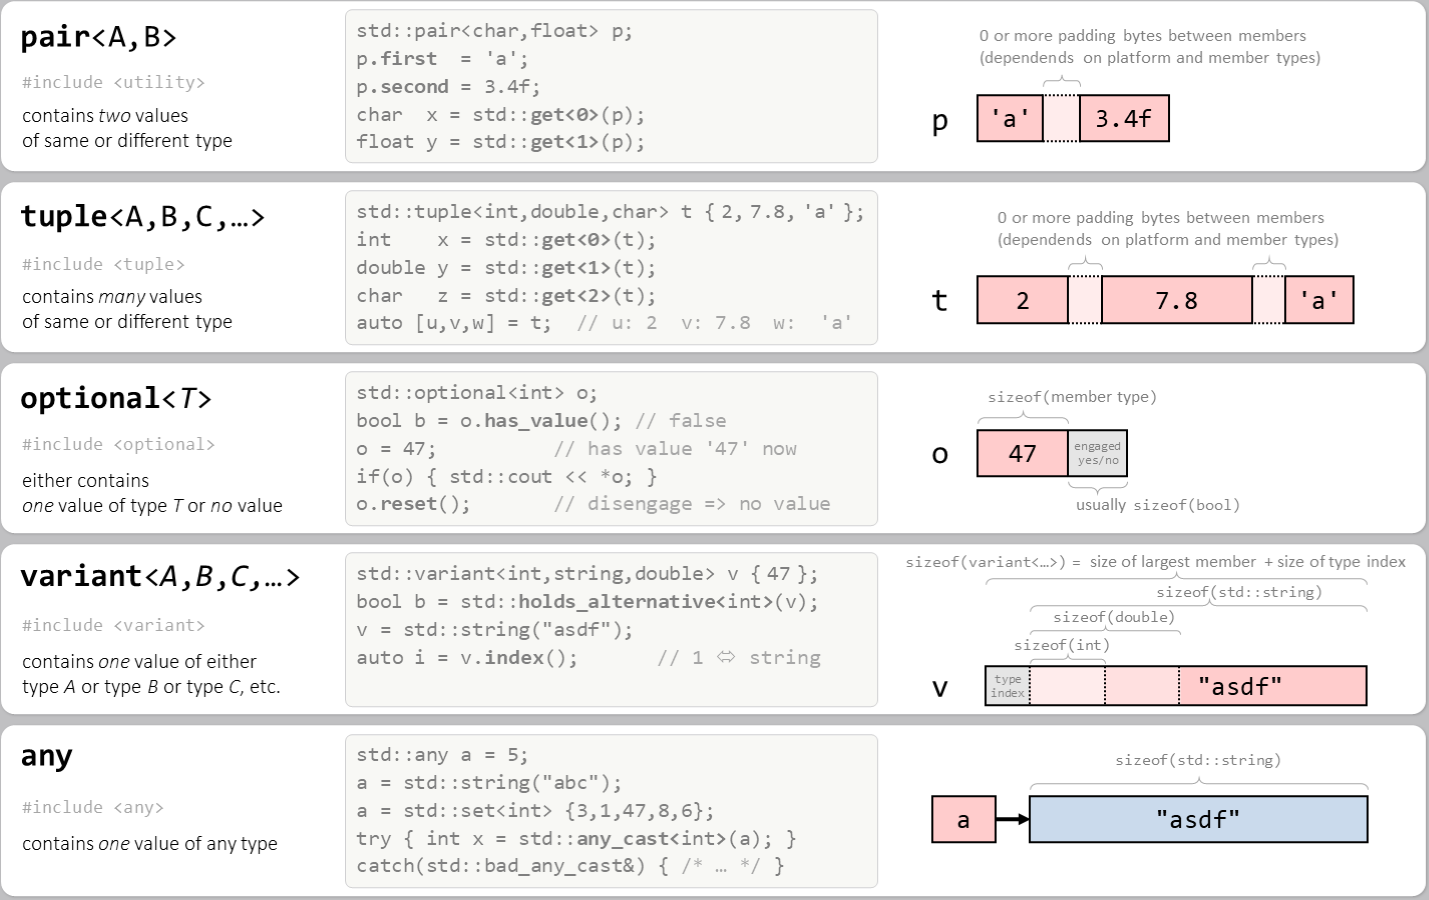 pair<A,B>
#include <utility>
contains two values
of same or different type
std::pair<char,float> p;
p.first  = 'a';
p.second = 3.4f;
char  x = std::get<0>(p);
float y = std::get<1>(p);
0 or more padding bytes between members
(dependends on platform and member types)
p 'a' 3.4f
tuple<A,B,C,…>
#include <tuple>
contains many values
of same or different type
std::tuple<int,double,char> t {2, 7.8, 'a'};
int    x = std::get<0>(t);
double y = std::get<1>(t);
char   z = std::get<2>(t);
auto [u,v,w] = t;  // u: 2  v: 7.8  w:  'a'
0 or more padding bytes between members
(dependends on platform and member types)
t 2 7.8 'a'
optional<T>
#include <optional>
either contains
one value of type T or no value
std::optional<int> o;
bool b = o.has_value(); // false
o = 47;          // has value '47' now
if(o) { std::cout << *o; }
o.reset();       // disengage => no value
sizeof(member type)
o 47 engaged
yes/no
usually sizeof(bool)
variant<A,B,C,…>
#include <variant>
contains one value of either
type A or type B or type C, etc.
std::variant<int,string,double> v {47};
bool b = std::holds_alternative<int>(v);
v = std::string("asdf");
auto i = v.index();       // 1 ⇔ string
sizeof(variant<…>) = size of largest member + size of type index
sizeof(std::string)
sizeof(double)
sizeof(int)
v type
index "asdf"
any
#include <any>
contains one value of any type
std::any a = 5;
a = std::string("abc");
a = std::set<int> {3,1,47,8,6};
try { int x = std::any_cast<int>(a); }
catch(std::bad_any_cast&) { /* … */ }
sizeof(std::string)
a "asdf"